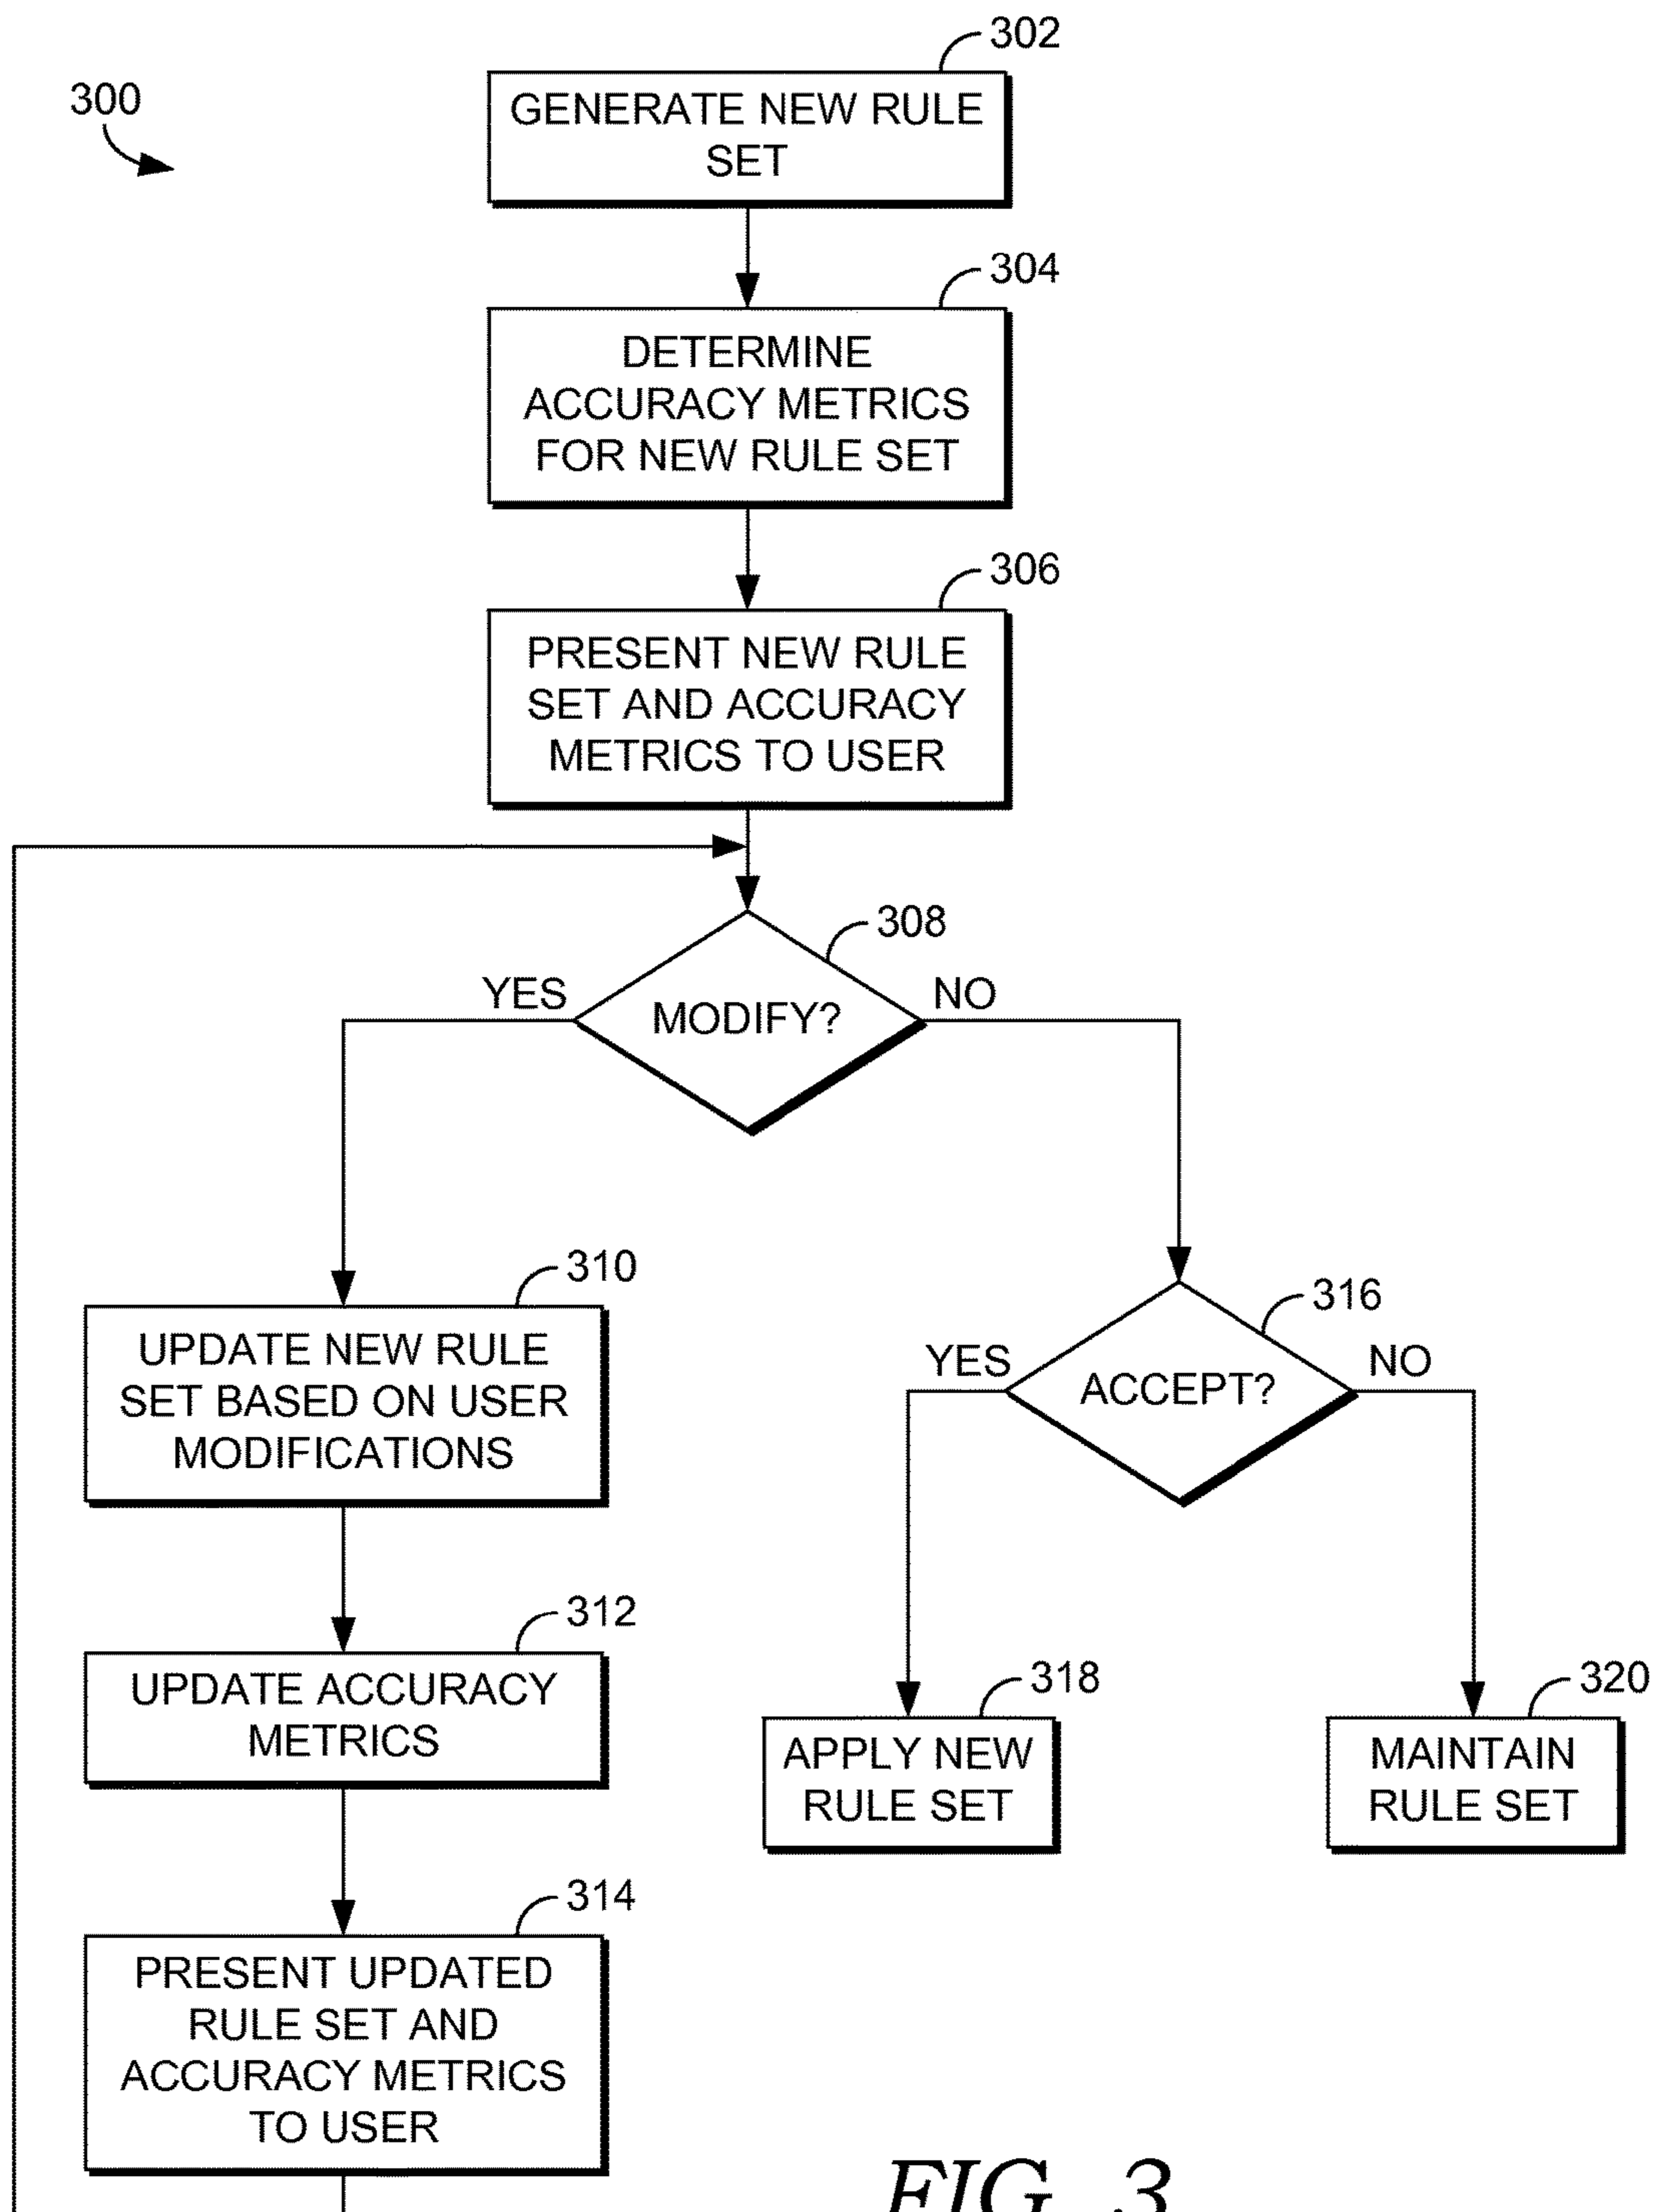 302
300
GENERATE NEW RULE
SET
304
DETERMINE
ACCURACY METRICS
FOR NEW RULE SET
306
PRESENT NEW RULE
SET AND ACCURACY
METRICS TO USER
308
YES
NO
MODIFY?
310
UPDATE NEW RULE
SET BASED ON USER
MODIFICATIONS
316
YES
NO
ACCEPT?
312
UPDATE ACCURACY
METRICS
318
APPLY NEW
RULE SET
320
MAINTAIN
RULE SET
314
PRESENT UPDATED
RULE SET AND
ACCURACY METRICS
TO USER
FIG. 3